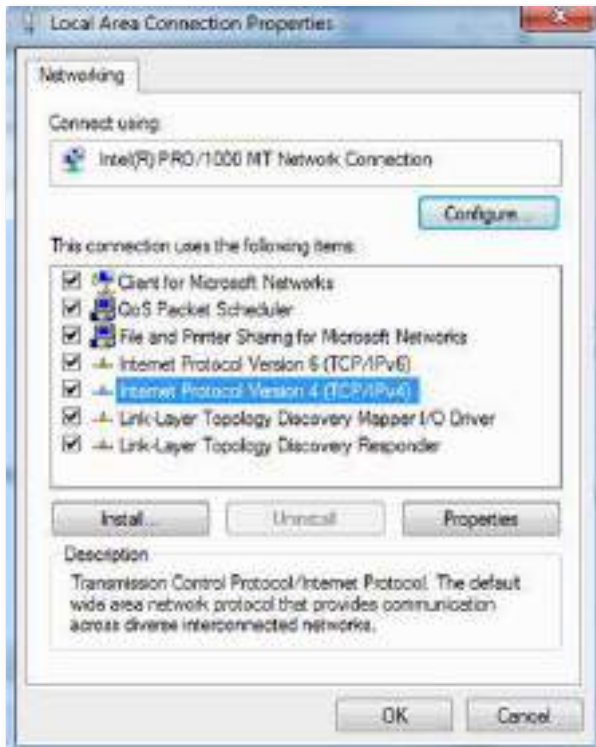 Local Area Connection Properties
Networking
Connect using:
Intel(R) PRO/1000 MT Network Connection
Configure...
This connection uses the following items:
Client for Microsoft Networks
QoS Packet Scheduler
File and Printer Sharing for Microsoft Networks
Internet Protocol Version 6 (TCP/IPv6)
Internet Protocol Version 4 (TCP/IPv4)
Link-Layer Topology Discovery Mapper I/O Driver
Link-Layer Topology Discovery Responder
Install...
Uninstall
Properties
Description
Transmission Control Protocol/Internet Protocol. The default
wide area network protocol that provides communication
across diverse interconnected networks.
OK
Cancel